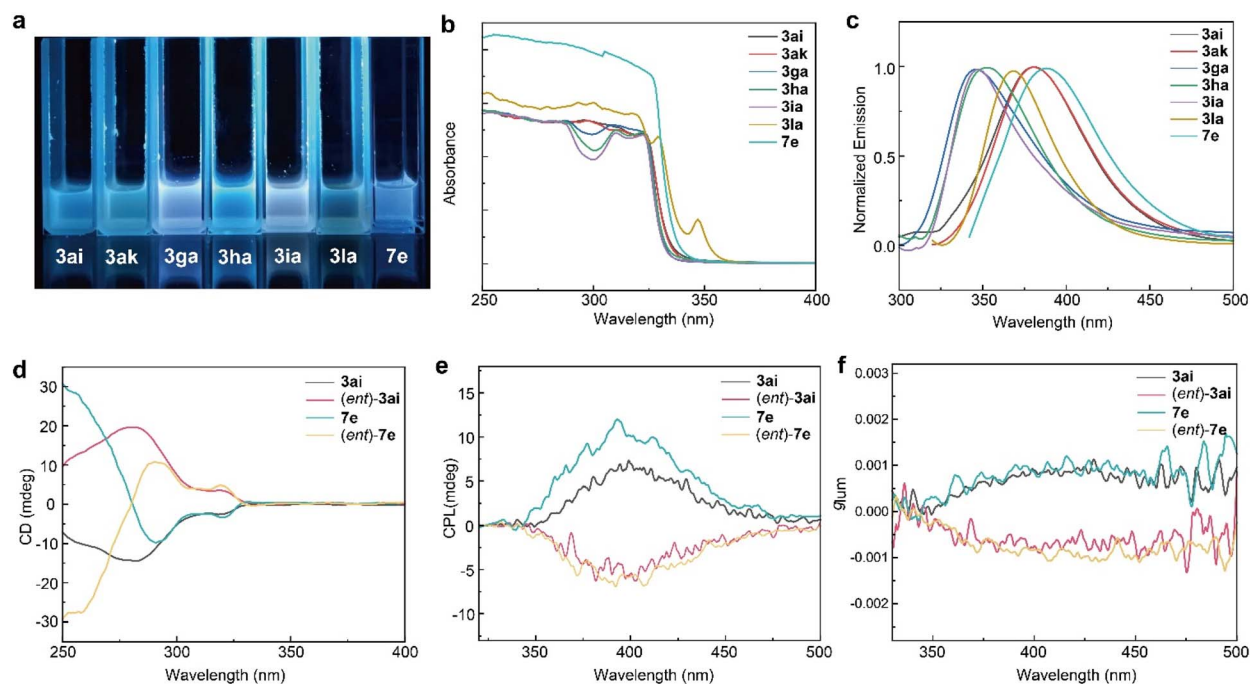 a
3ai 3ak 3ga 3ha 3ia 3la 7e
b
3ai
3ak
3ga
3ha
3ia
3la
7e
Absorbance
250 300 350 400
Wavelength (nm)
c
3ai
3ak
3ga
3ha
3ia
3la
7e
Normalized Emission
1.0
0.5
0.0
300 350 400 450 500
Wavelength (nm)
d
3ai
(ent)-3ai
7e
(ent)-7e
CD (mdeg)
30
20
10
0
-10
-20
-30
250 300 350 400
Wavelength (nm)
e
3ai
(ent)-3ai
7e
(ent)-7e
CPL(mdeg)
15
10
5
0
-5
-10
350 400 450 500
Wavelength (nm)
f
3ai
(ent)-3ai
7e
(ent)-7e
glum
0.003
0.002
0.001
0.000
-0.001
-0.002
350 400 450 500
Wavelength (nm)